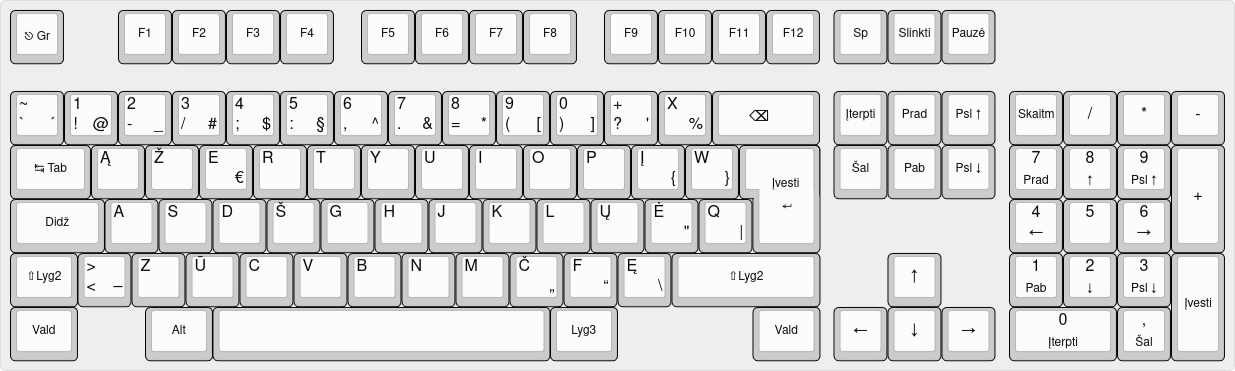 ⎋ Gr F1 F2 F3 F4 F5 F6 F7 F8 F9 F10 F11 F12 Sp Slinkti Pauzė
~ 1 2 3 4 5 6 7 8 9 0 + X
` ´ ! @ - _ / # ; $ : § , ^ . & = * ( [ ) ] ? ' % ⌫ Įterpti Prad Psl ↑ Skaitm / * -
↹ Tab Ą Ž E R T Y U I O P Į W
€ { } Įvesti ↵ Šal Pab Psl ↓ 7 8 9 +
Prad ↑ Psl ↑
Didž A S D Š G H J K L Ų Ė Q
" | 4 5 6
← →
⇧Lyg2 > Z Ū C V B N M Č F Ę
< – „ “ \ ⇧Lyg2 ↑ 1 2 3 Įvesti
Pab ↓ Psl ↓
Vald Alt Lyg3 Vald ← ↓ → 0 ,
Įterpti Šal